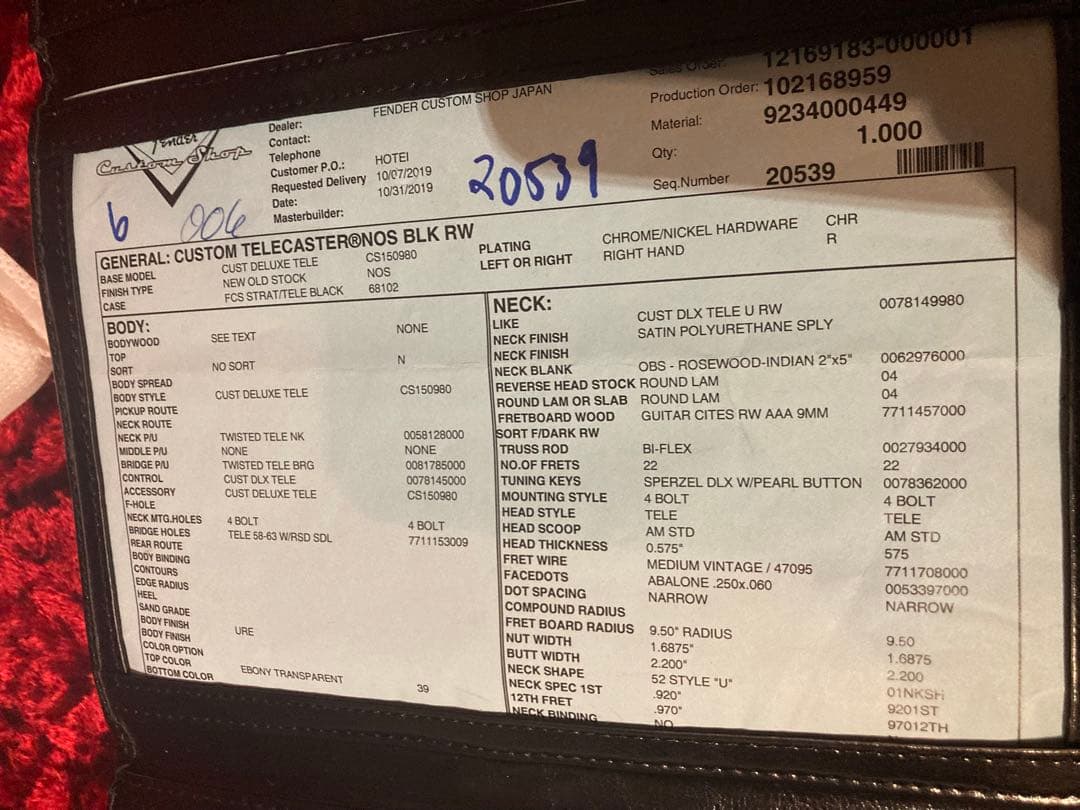 Fender
Custom Shop
6 006
20539
Dealer: FENDER CUSTOM SHOP JAPAN
Contact:
Telephone
Customer P.O.: HOTEI
Requested Delivery 10/07/2019
Date: 10/31/2019
Masterbuilder:
Sales Order: 12169183-000001
Production Order: 102168959
Material: 9234000449
Qty: 1.000
Seq.Number 20539
GENERAL: CUSTOM TELECASTER®NOS BLK RW
BASE MODEL CUST DELUXE TELE CS150980
FINISH TYPE NEW OLD STOCK NOS
CASE FCS STRAT/TELE BLACK 68102
PLATING CHROME/NICKEL HARDWARE CHR
LEFT OR RIGHT RIGHT HAND R
BODY:
BODYWOOD SEE TEXT NONE
TOP
SORT NO SORT N
BODY SPREAD
BODY STYLE CUST DELUXE TELE CS150980
PICKUP ROUTE
NECK ROUTE
NECK P/U TWISTED TELE NK 0058128000
MIDDLE P/U NONE NONE
BRIDGE P/U TWISTED TELE BRG 0081785000
CONTROL CUST DLX TELE 0078145000
ACCESSORY CUST DELUXE TELE CS150980
F-HOLE
NECK MTG.HOLES 4 BOLT 4 BOLT
BRIDGE HOLES TELE 58-63 W/RSD SDL 7711153009
REAR ROUTE
BODY BINDING
CONTOURS
EDGE RADIUS
HEEL
SAND GRADE
BODY FINISH
BODY FINISH URE
COLOR OPTION
TOP COLOR
BOTTOM COLOR EBONY TRANSPARENT 39
NECK:
LIKE CUST DLX TELE U RW 0078149980
NECK FINISH SATIN POLYURETHANE SPLY
NECK FINISH
NECK BLANK OBS - ROSEWOOD-INDIAN 2"x5" 0062976000
REVERSE HEAD STOCK ROUND LAM 04
ROUND LAM OR SLAB ROUND LAM 04
FRETBOARD WOOD GUITAR CITES RW AAA 9MM 7711457000
SORT F/DARK RW
TRUSS ROD BI-FLEX 0027934000
NO.OF FRETS 22 22
TUNING KEYS SPERZEL DLX W/PEARL BUTTON 0078362000
MOUNTING STYLE 4 BOLT 4 BOLT
HEAD STYLE TELE TELE
HEAD SCOOP AM STD AM STD
HEAD THICKNESS 0.575" 575
FRET WIRE MEDIUM VINTAGE / 47095 7711708000
FACEDOTS ABALONE .250x.060 0053397000
DOT SPACING NARROW NARROW
COMPOUND RADIUS
FRET BOARD RADIUS 9.50" RADIUS 9.50
NUT WIDTH 1.6875" 1.6875
BUTT WIDTH 2.200" 2.200
NECK SHAPE 52 STYLE "U" 01NKSH
NECK SPEC 1ST .920" 9201ST
12TH FRET .970" 97012TH
NECK BINDING NO